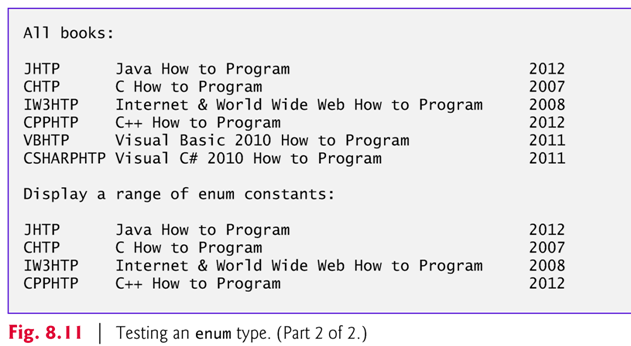 All books:
JHTP Java How to Program 2012
CHTP C How to Program 2007
IW3HTP Internet & World Wide Web How to Program 2008
CPPHTP C++ How to Program 2012
VBHTP Visual Basic 2010 How to Program 2011
CSHARPHTP Visual C# 2010 How to Program 2011
Display a range of enum constants:
JHTP Java How to Program 2012
CHTP C How to Program 2007
IW3HTP Internet & World Wide Web How to Program 2008
CPPHTP C++ How to Program 2012
Fig. 8.11 | Testing an enum type. (Part 2 of 2.)